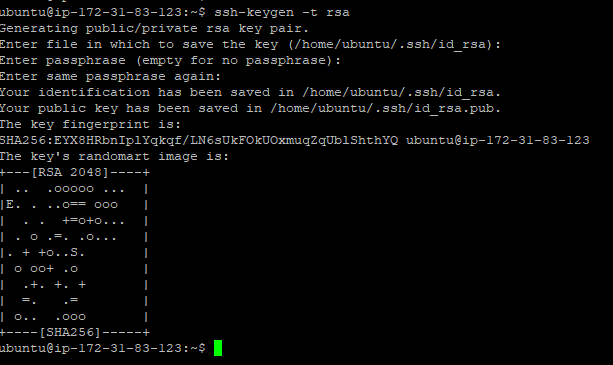 ubuntu@ip-172-31-83-123:~$ ssh-keygen -t rsa
Generating public/private rsa key pair.
Enter file in which to save the key (/home/ubuntu/.ssh/id_rsa):
Enter passphrase (empty for no passphrase):
Enter same passphrase again:
Your identification has been saved in /home/ubuntu/.ssh/id_rsa.
Your public key has been saved in /home/ubuntu/.ssh/id_rsa.pub.
The key fingerprint is:
SHA256:EYX8HRbnIplYqkqf/LN6sUkFOkUOxmuqZqUblShthYQ ubuntu@ip-172-31-83-123
The key's randomart image is:
+---[RSA 2048]----+
| ..  .ooooo ...  |
|E. . ..o== ooo   |
|  . .  +=o+o...  |
| . o .=. .o...   |
|. + +o..S.       |
| o oo+ .o        |
|  .+. +. +       |
|  =.   .=        |
| o..  .ooo       |
+----[SHA256]-----+
ubuntu@ip-172-31-83-123:~$